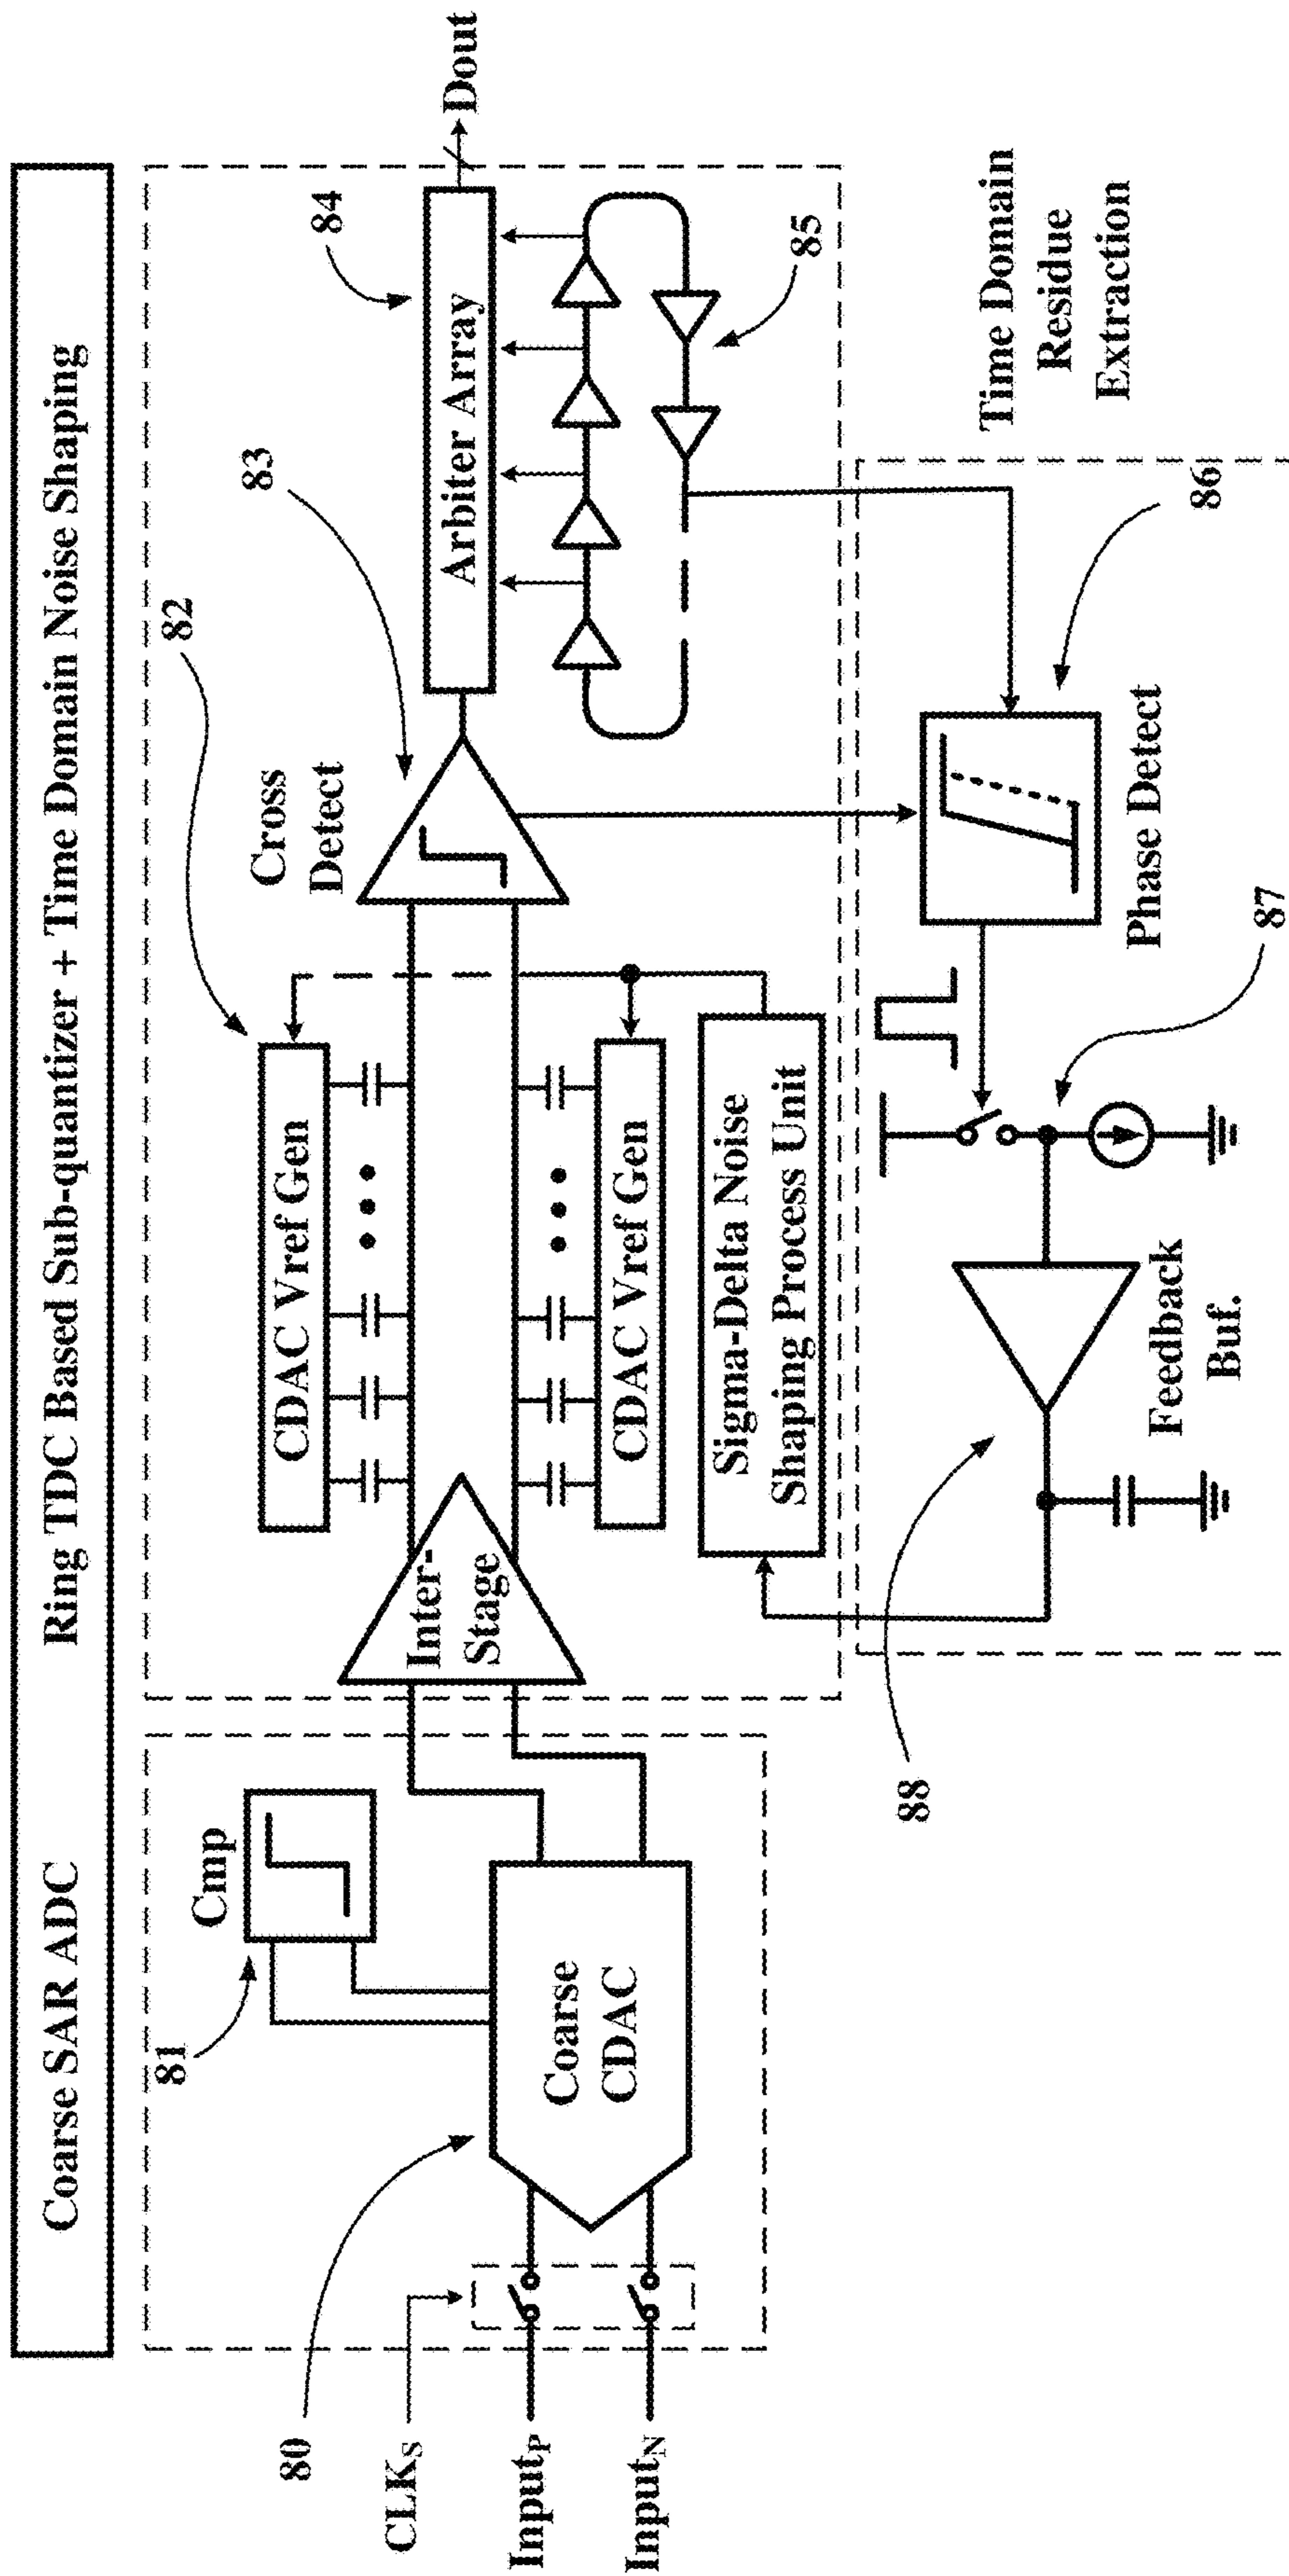 Coarse SAR ADC
Ring TDC Based Sub-quantizer + Time Domain Noise Shaping
80
CLKS
InputP
InputN
81
Cmp
Coarse
CDAC
Inter-
Stage
82
CDAC Vref Gen
CDAC Vref Gen
Sigma-Delta Noise
Shaping Process Unit
Cross
Detect
83
84
Arbiter Array
Dout
85
Time Domain
Residue
Extraction
86
Phase Detect
87
Feedback
Buf.
88